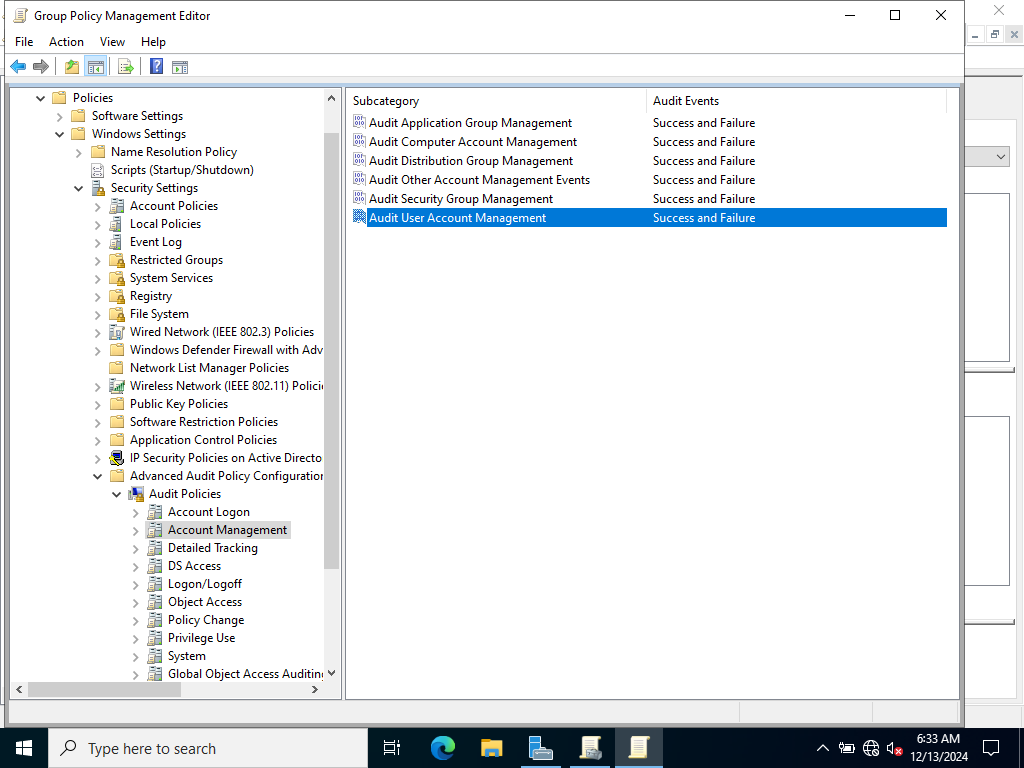 Group Policy Management Editor
File Action View Help
Policies
Software Settings
Windows Settings
Name Resolution Policy
Scripts (Startup/Shutdown)
Security Settings
Account Policies
Local Policies
Event Log
Restricted Groups
System Services
Registry
File System
Wired Network (IEEE 802.3) Policies
Windows Defender Firewall with Adv
Network List Manager Policies
Wireless Network (IEEE 802.11) Policie
Public Key Policies
Software Restriction Policies
Application Control Policies
IP Security Policies on Active Directo
Advanced Audit Policy Configuration
Audit Policies
Account Logon
Account Management
Detailed Tracking
DS Access
Logon/Logoff
Object Access
Policy Change
Privilege Use
System
Global Object Access Auditing
Subcategory Audit Events
Audit Application Group Management Success and Failure
Audit Computer Account Management Success and Failure
Audit Distribution Group Management Success and Failure
Audit Other Account Management Events Success and Failure
Audit Security Group Management Success and Failure
Audit User Account Management Success and Failure
Type here to search
6:33 AM
12/13/2024